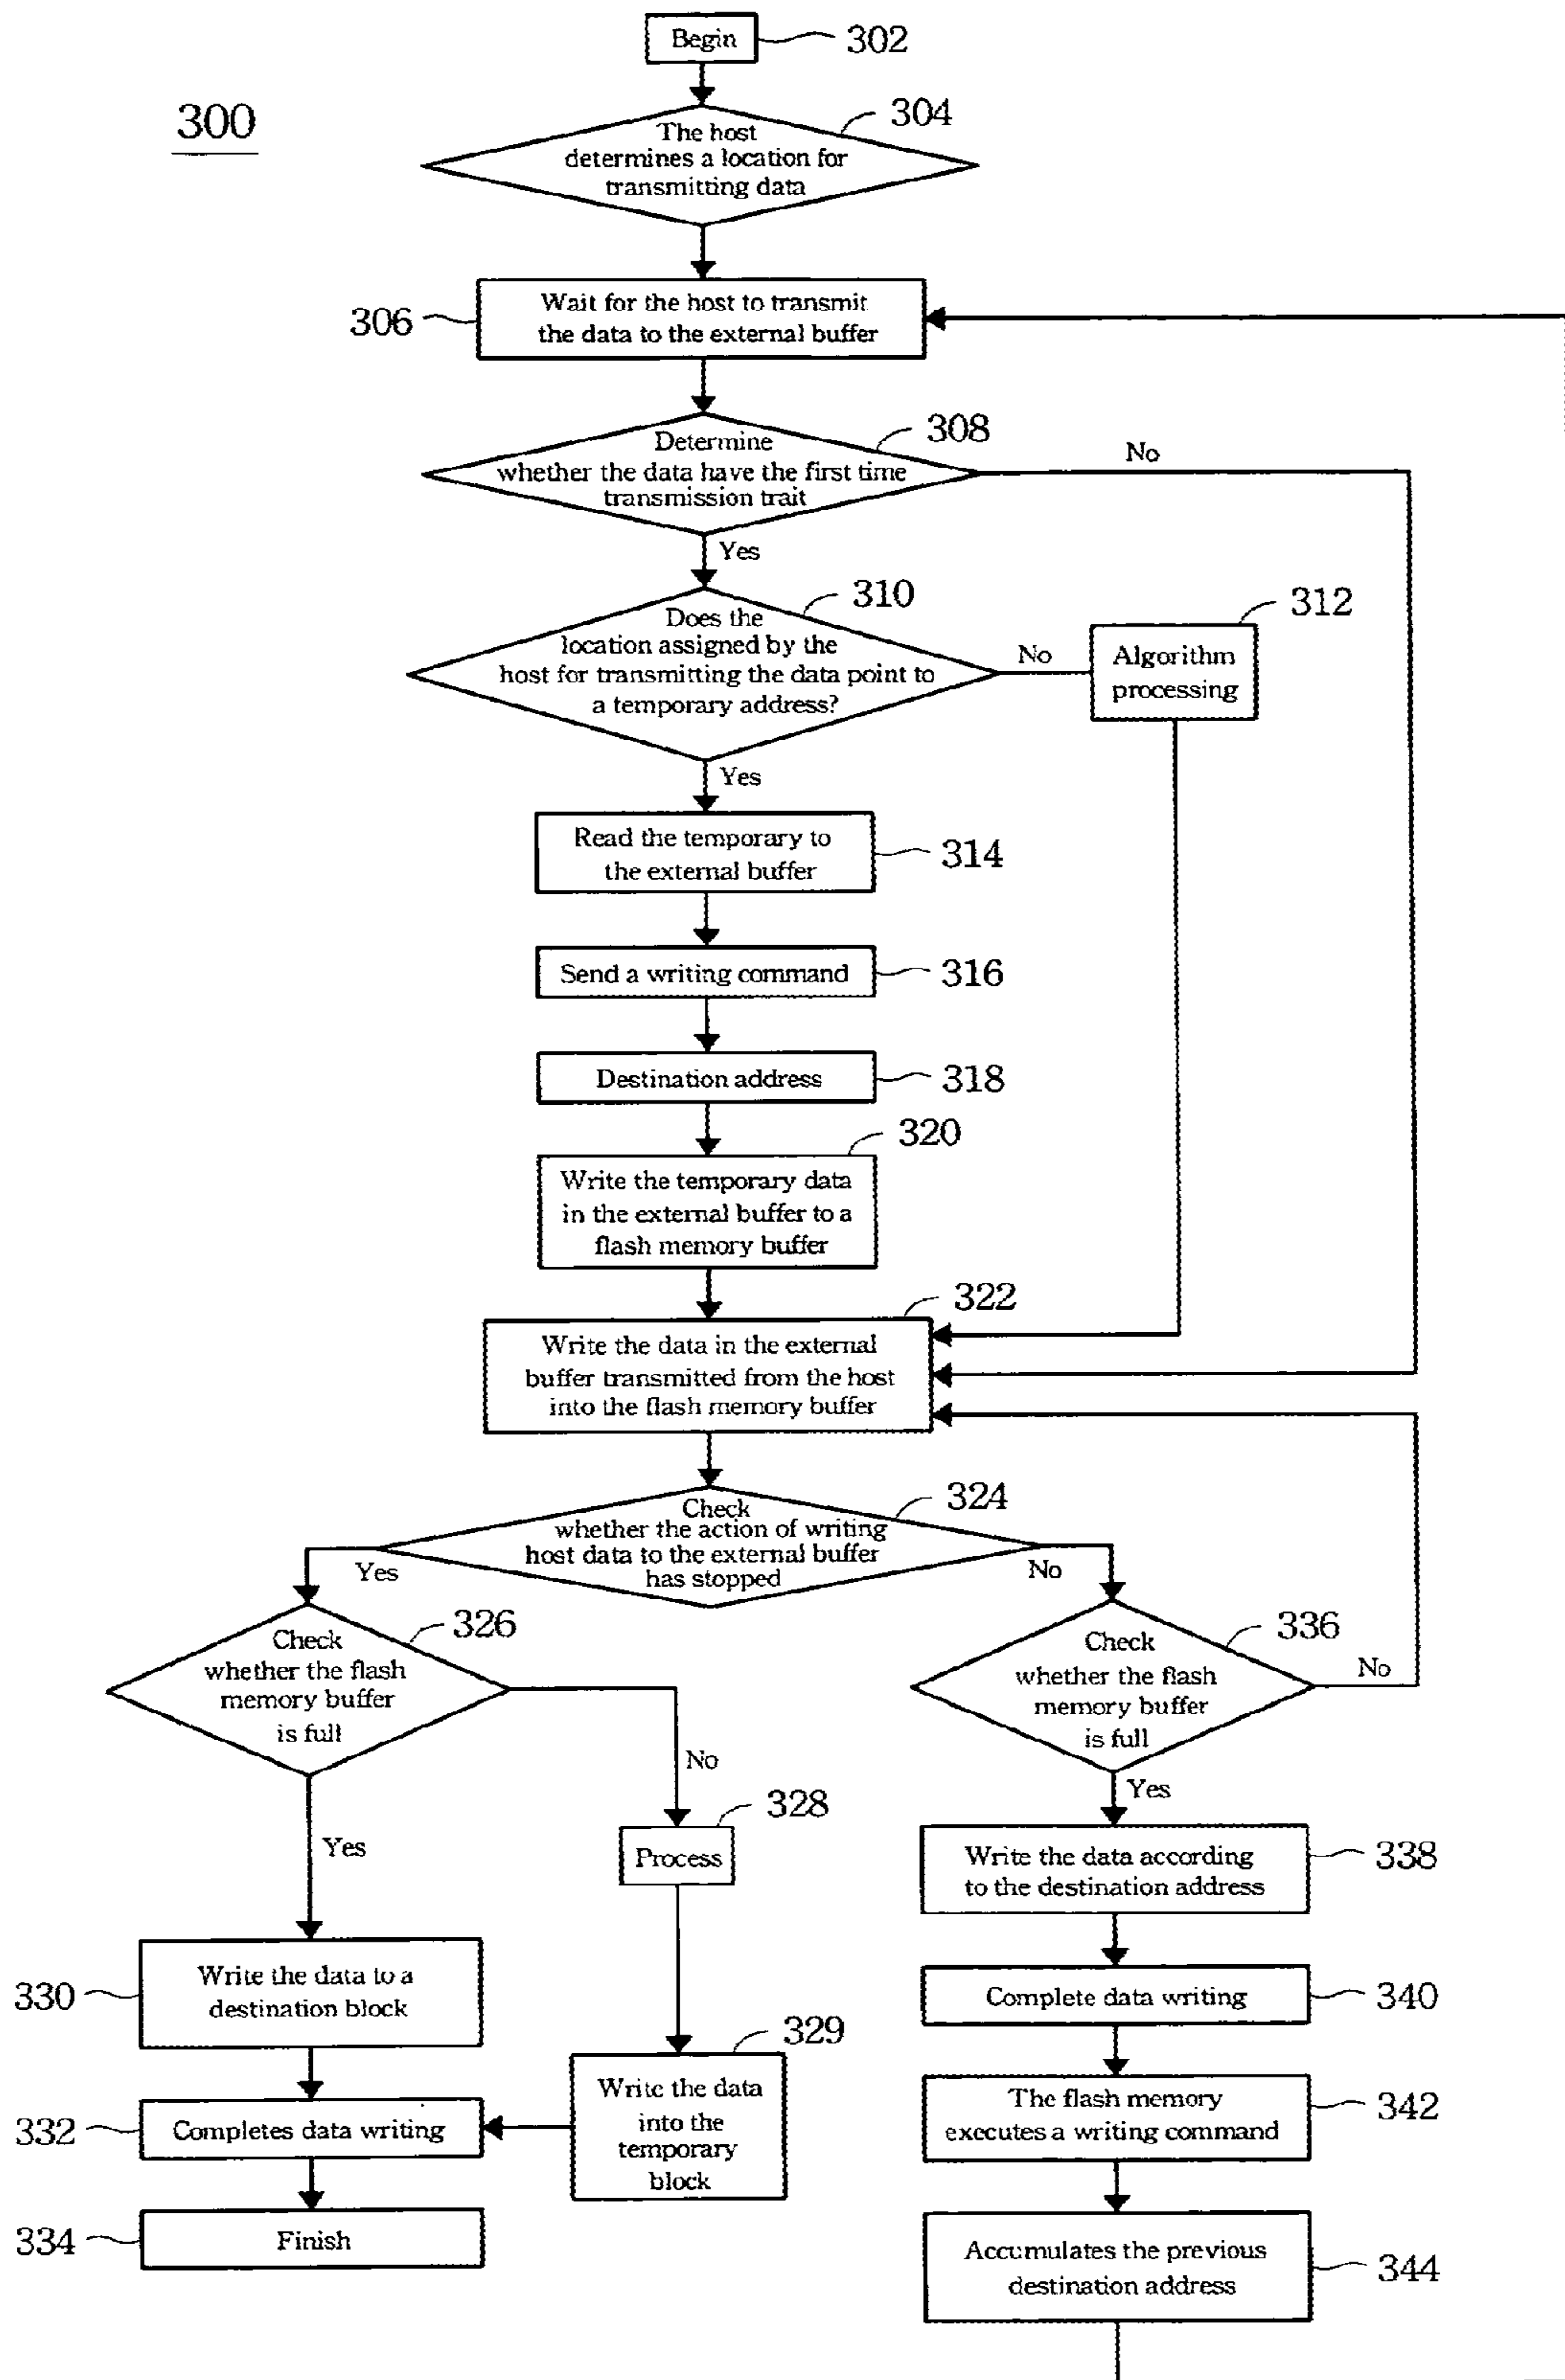 Begin
302
300
304
The host
determines a location for
transmitting data
306
Wait for the host to transmit
the data to the external buffer
308
Determine
whether the data have the first time
transmission trait
No
Yes
310
Does the
location assigned by the
host for transmitting the data point to
a temporary address?
No
312
Algorithm
processing
Yes
Read the temporary to
the external buffer
314
Send a writing command
316
Destination address
318
320
Write the temporary data
in the external buffer to a
flash memory buffer
322
Write the data in the external
buffer transmitted from the host
into the flash memory buffer
324
Check
whether the action of writing
host data to the external buffer
has stopped
Yes
No
326
Check
whether the flash
memory buffer
is full
336
Check
whether the flash
memory buffer
is full
No
No
Yes
328
Process
Yes
Write the data according
to the destination address
338
330
Write the data to a
destination block
Complete data writing
340
329
Write the data
into the
temporary
block
332
Completes data writing
The flash memory
executes a writing command
342
334
Finish
Accumulates the previous
destination address
344